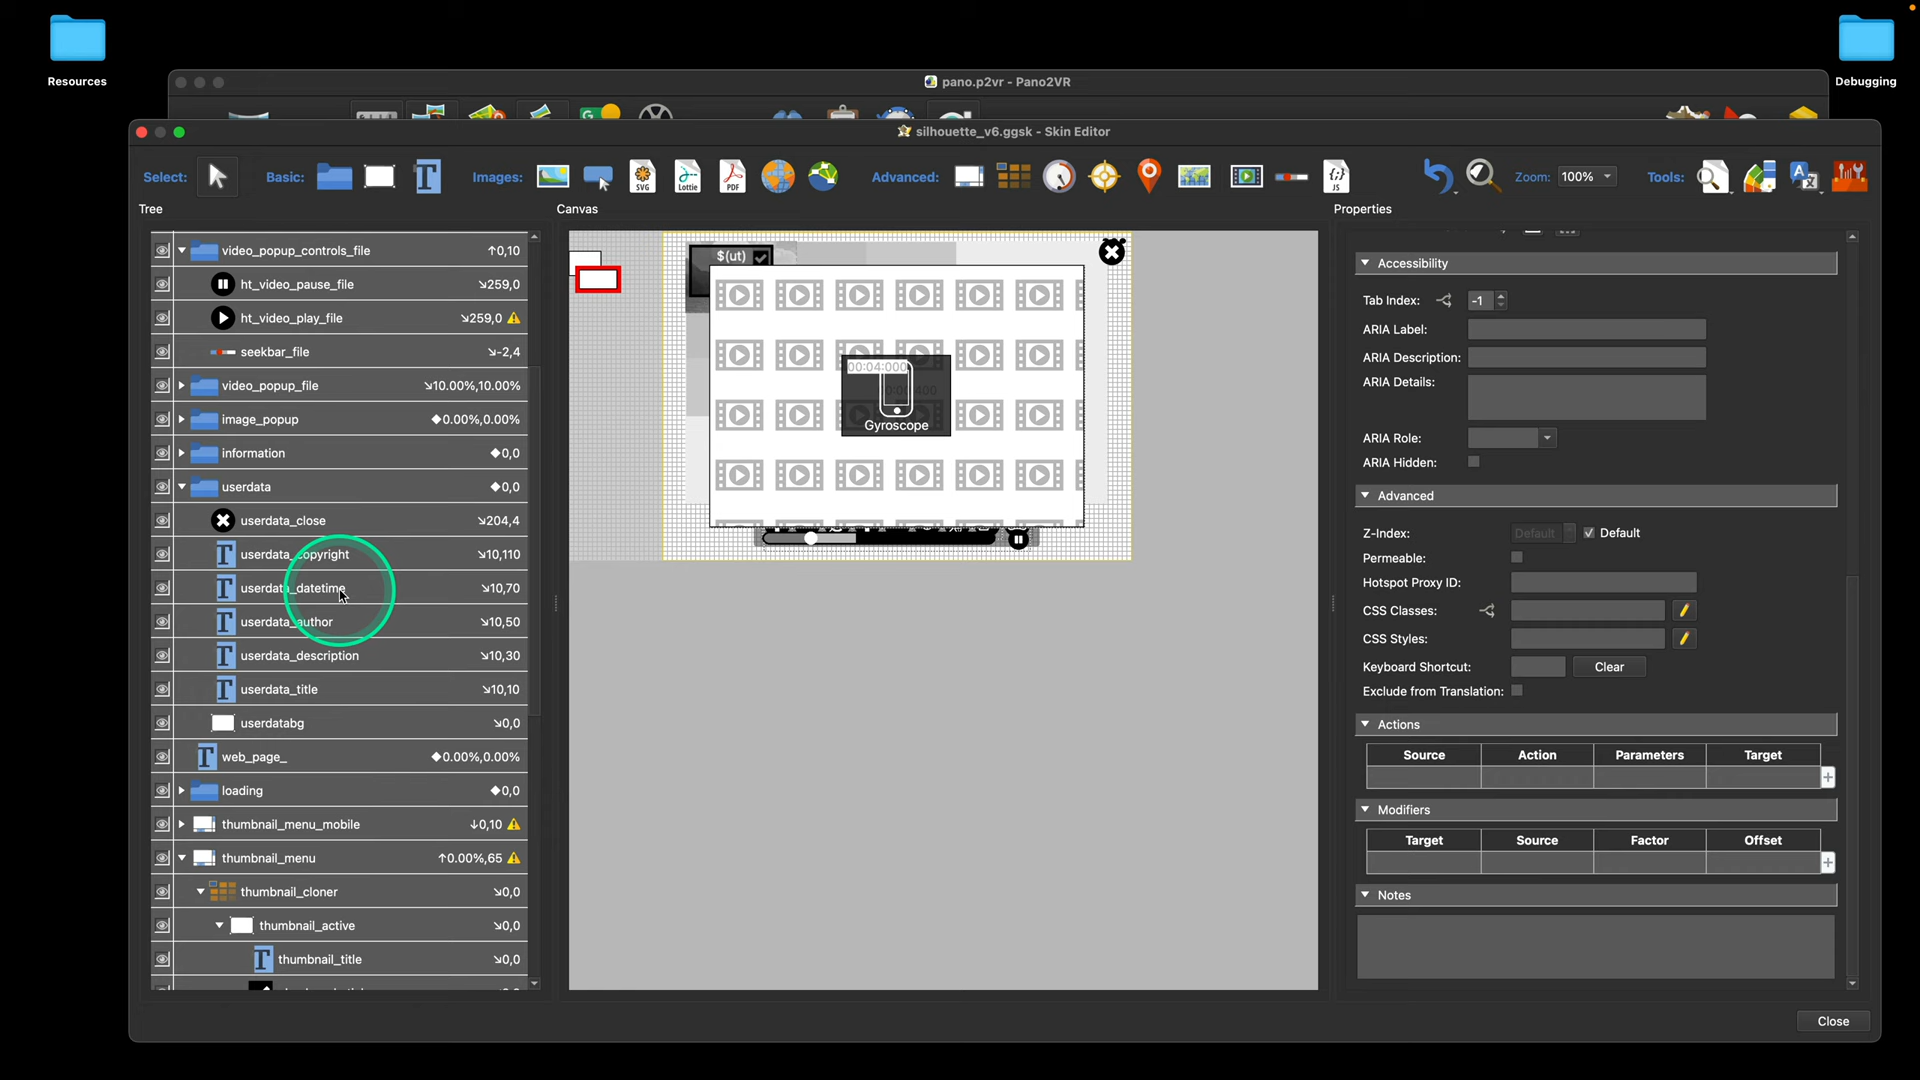 Resources
Debugging
pano.p2vr - Pano2VR
silhouette_v6.ggsk - Skin Editor
Select:
Basic:
Images:
SVG
Lottie
PDF
Advanced:
JS
Zoom: 100%
Tools:
Tree
Canvas
Properties
video_popup_controls_file ↑0,10
ht_video_pause_file ↘259,0
ht_video_play_file ↘259,0
seekbar_file ↘-2,4
video_popup_file ↘10.00%,10.00%
image_popup ◆0.00%,0.00%
information ◆0,0
userdata ◆0,0
userdata_close ↘204,4
userdata_copyright ↘10,110
userdata_datetime ↘10,70
userdata_author ↘10,50
userdata_description ↘10,30
userdata_title ↘10,10
userdatabg ↘0,0
web_page_ ◆0.00%,0.00%
loading ◆0,0
thumbnail_menu_mobile ↓0,10
thumbnail_menu ↑0.00%,65
thumbnail_cloner ↘0,0
thumbnail_active ↘0,0
thumbnail_title ↘0,0
$(ut)
00:04:000
Gyroscope
Accessibility
Tab Index: -1
ARIA Label:
ARIA Description:
ARIA Details:
ARIA Role:
ARIA Hidden:
Advanced
Z-Index: Default Default
Permeable:
Hotspot Proxy ID:
CSS Classes:
CSS Styles:
Keyboard Shortcut: Clear
Exclude from Translation:
Actions
Source Action Parameters Target
Modifiers
Target Source Factor Offset
Notes
Close